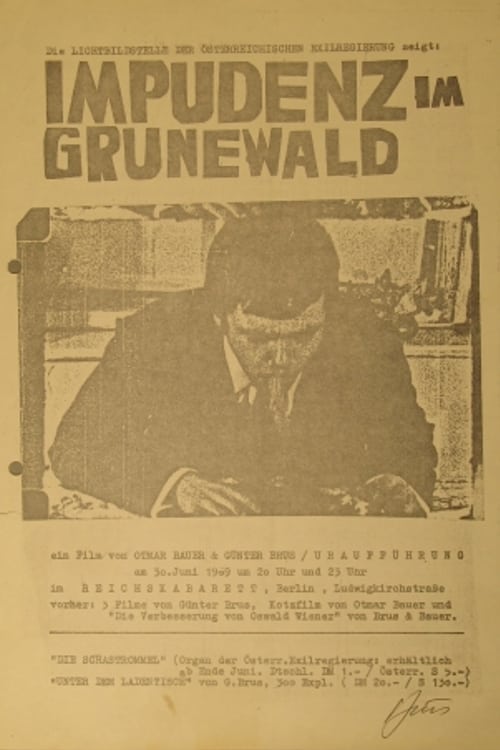 Die LICHTBILDSTELLE DER ÖSTERREICHISCHEN EXILREGIERUNG zeigt:
IMPUDENZ IM
GRUNEWALD
ein Film von OTMAR BAUER & GÜNTER BRUS / URAUFFÜHRUNG
am 30.Juni 1969 um 20 Uhr und 23 Uhr
im REICHSKABARETT, Berlin , Ludwigkirchstraße
vorher: 3 Filme von Günter Brus, Kotzfilm von Otmar Bauer und
"Die Verbesserung von Oswald Wiener" von Brus & Bauer.
"DIE SCHASTROMMEL" (Organ der Österr.Exilregierung: erhältlich
ab Ende Juni. Dtschl. DM 1.- / Österr. S 5.-)
"UNTER DEM LADENTISCH" von G.Brus, 300 Expl. ( DM 20.- / S 130.-)
Brus